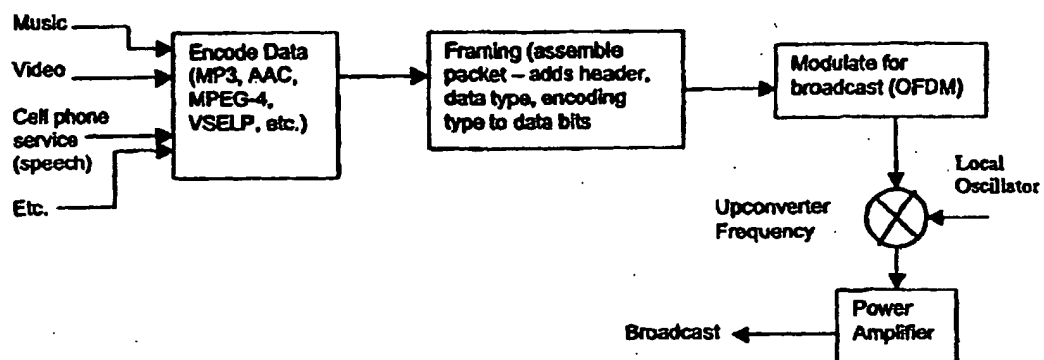 Music
Video
Cell phone
service
(speech)
Etc.
Encode Data
(MP3, AAC,
MPEG-4,
VSELP, etc.)
Framing (assemble
packet – adds header,
data type, encoding
type to data bits
Modulate for
broadcast (OFDM)
Local
Oscillator
Upconverter
Frequency
Power
Amplifier
Broadcast